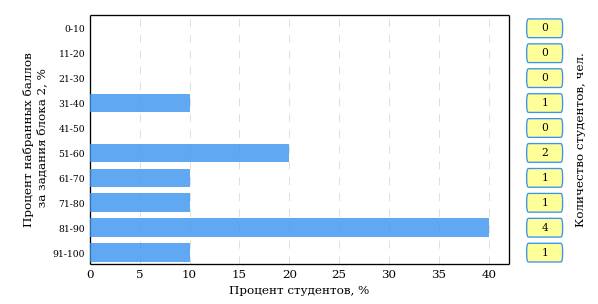 Процент набранных баллов
за задания блока 2, %
0-10 0
11-20 0
21-30 0
31-40 1
41-50 0
51-60 2
61-70 1
71-80 1
81-90 4
91-100 1
Количество студентов, чел.
0 5 10 15 20 25 30 35 40
Процент студентов, %